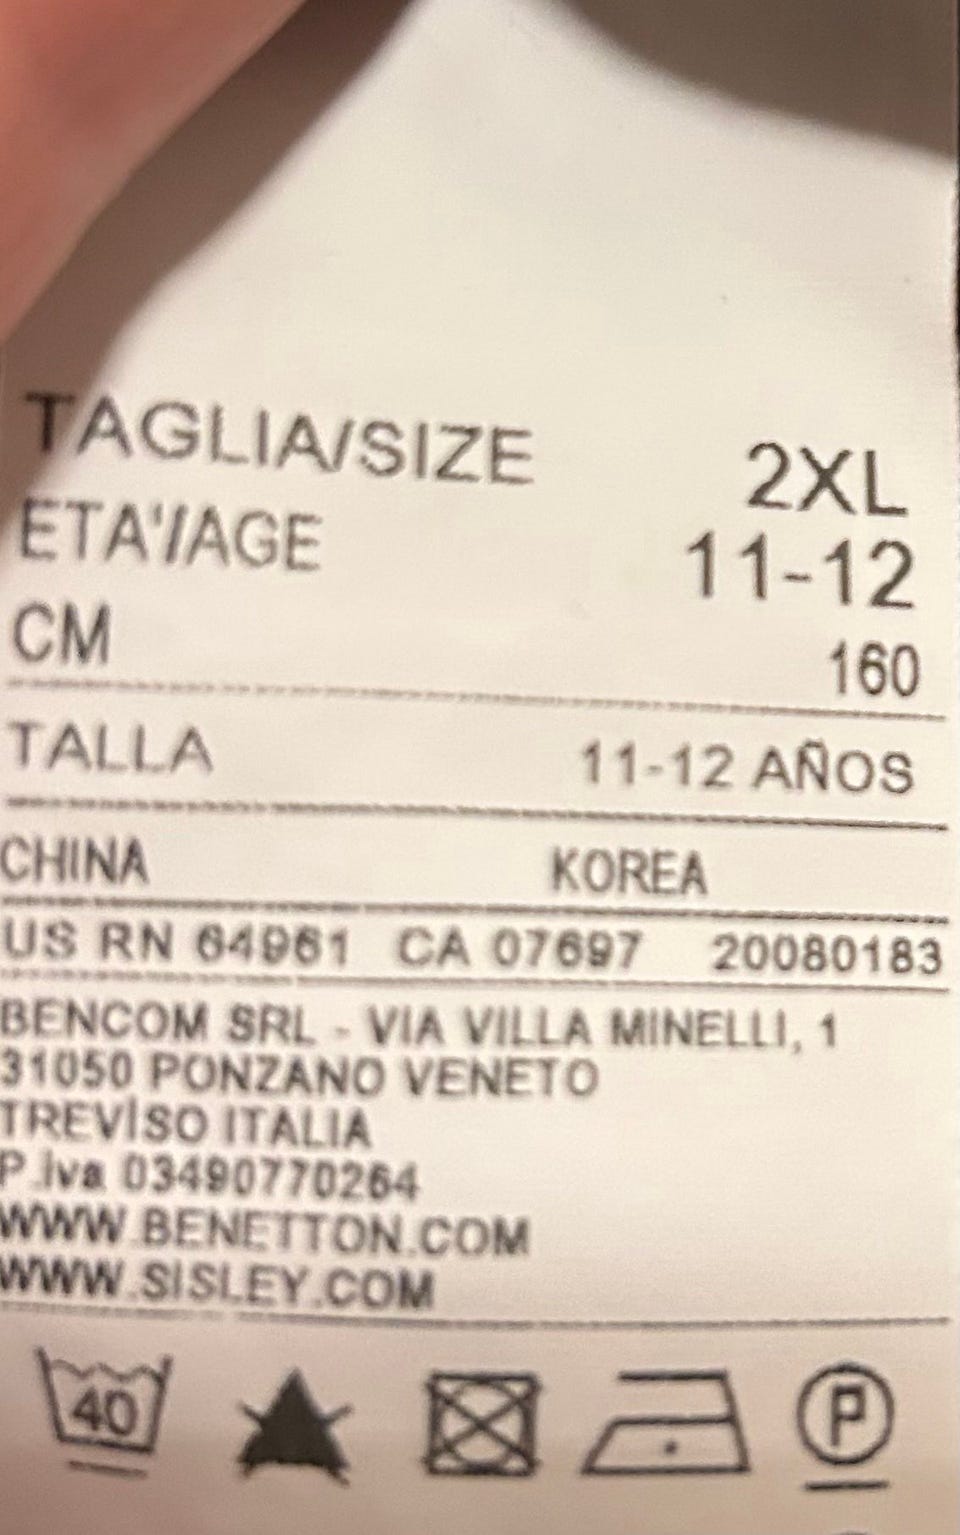 TAGLIA/SIZE 2XL
ETA'/AGE 11-12
CM 160
TALLA 11-12 AÑOS
CHINA KOREA
US RN 64961 CA 07697 20080183
BENCOM SRL - VIA VILLA MINELLI, 1
31050 PONZANO VENETO
TREVISO ITALIA
P.iva 03490770264
WWW.BENETTON.COM
WWW.SISLEY.COM
40
P